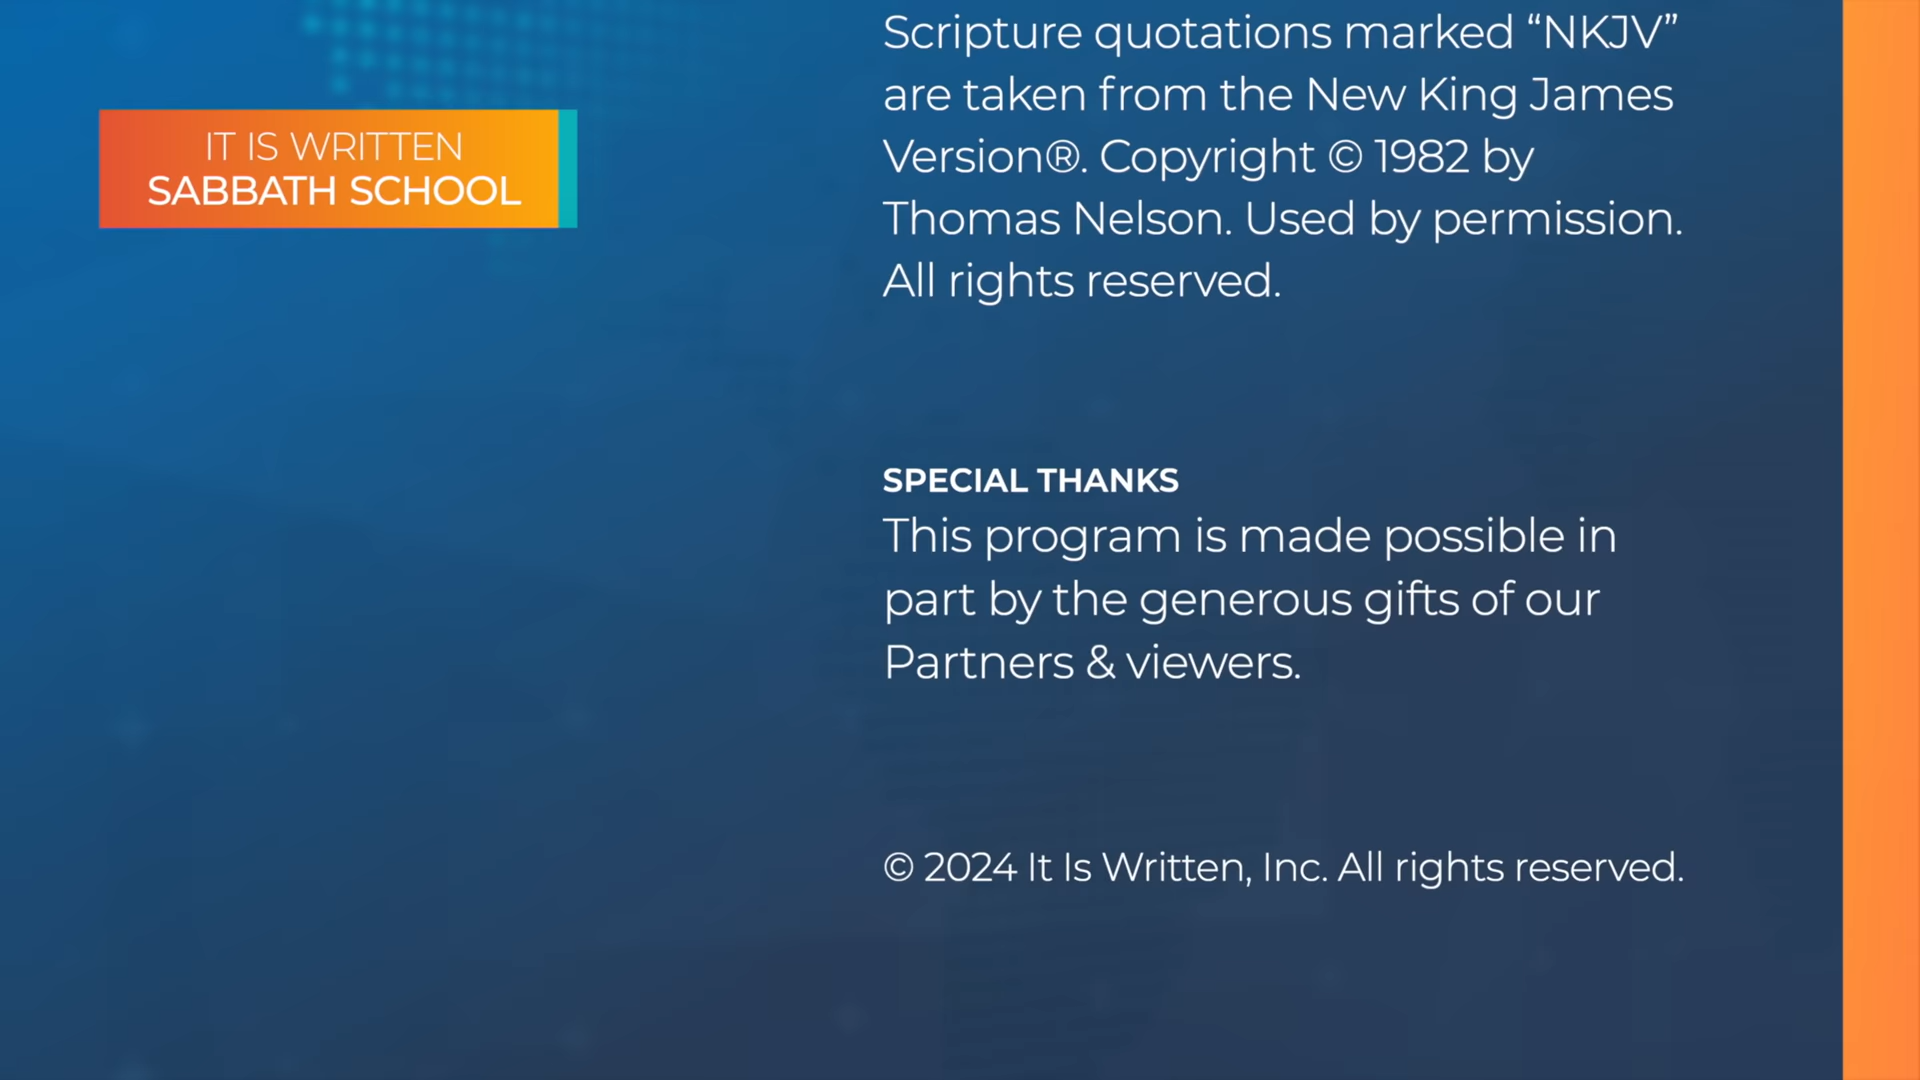 IT IS WRITTEN
SABBATH SCHOOL
Scripture quotations marked “NKJV”
are taken from the New King James
Version®. Copyright © 1982 by
Thomas Nelson. Used by permission.
All rights reserved.
SPECIAL THANKS
This program is made possible in
part by the generous gifts of our
Partners & viewers.
© 2024 It Is Written, Inc. All rights reserved.